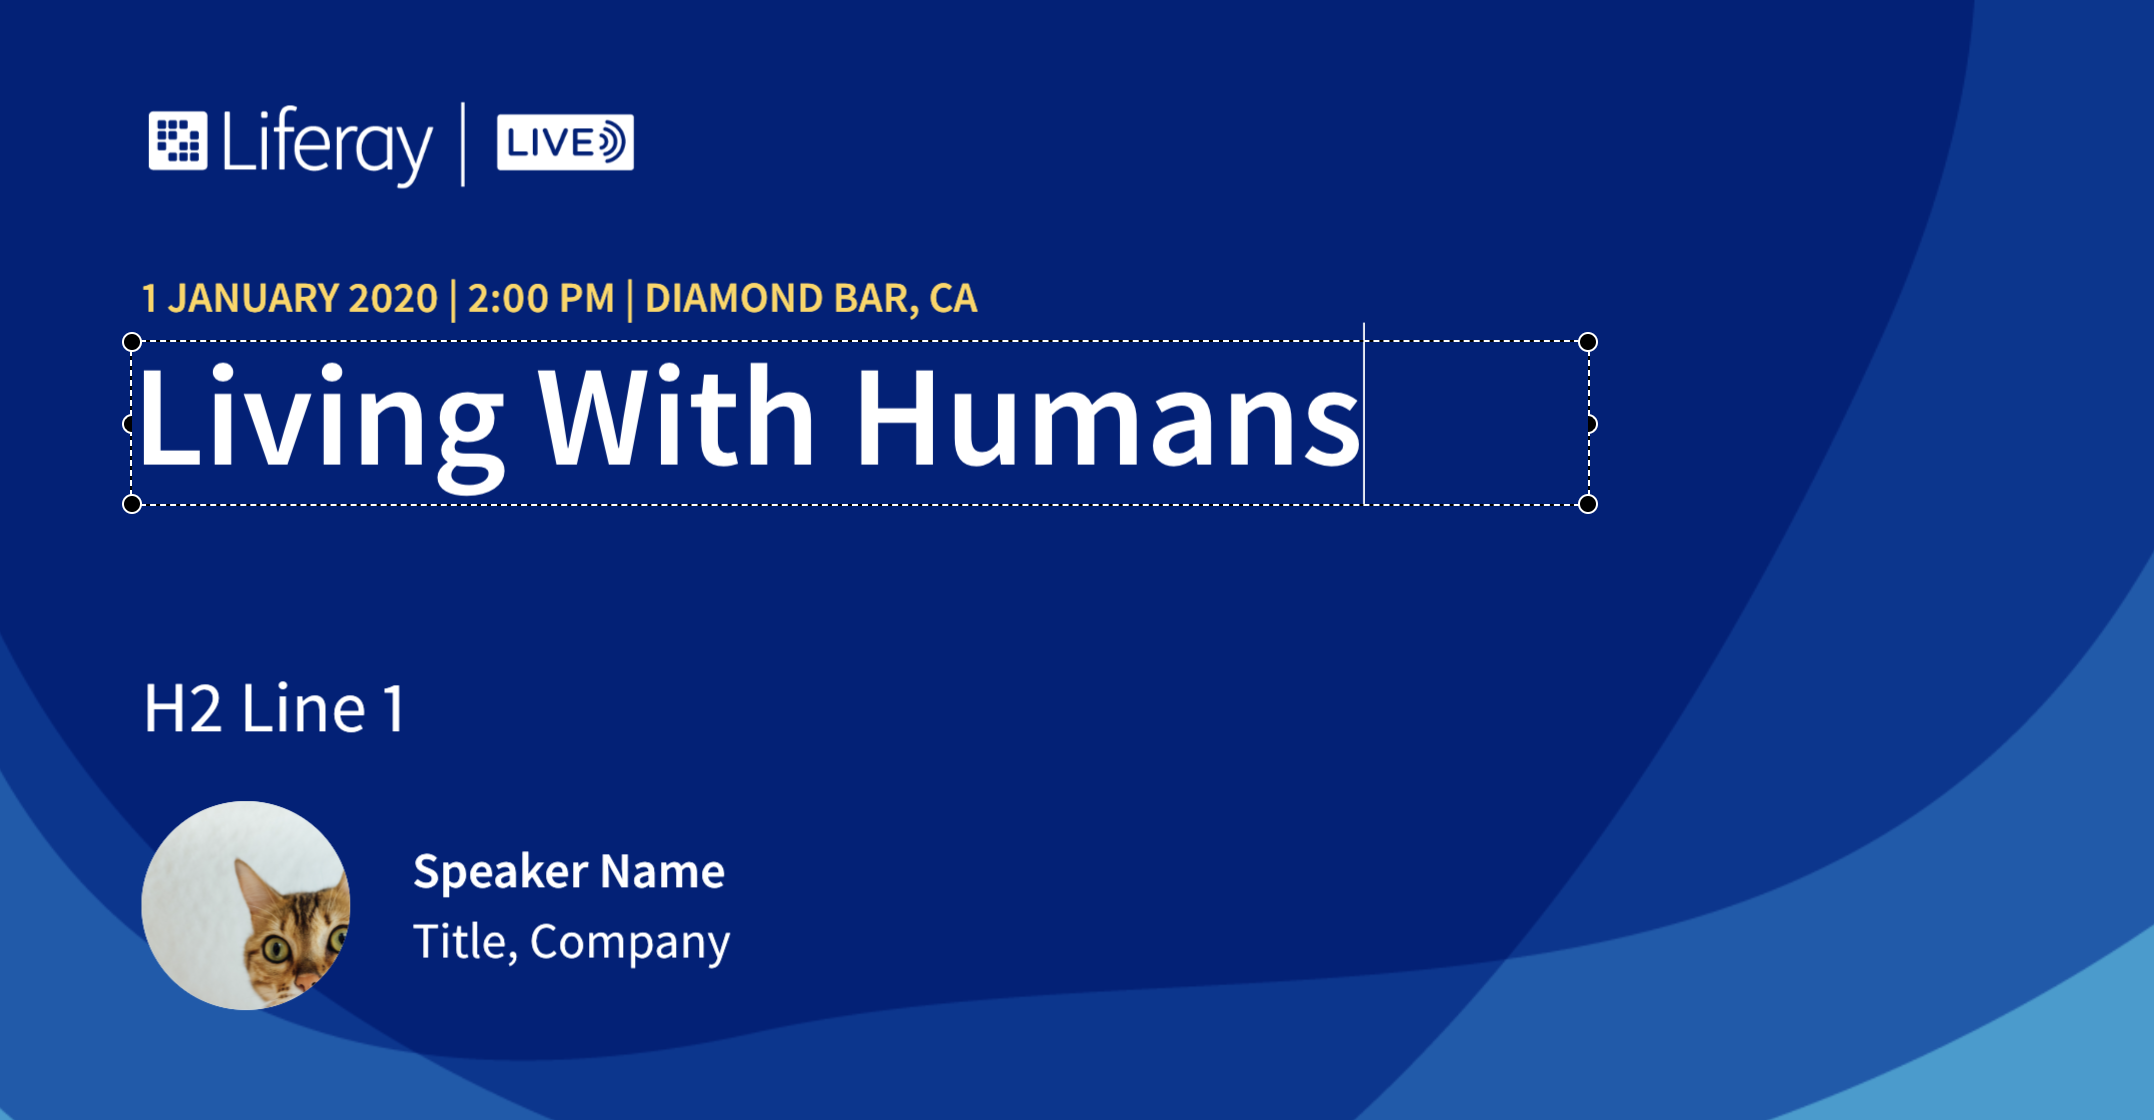 Liferay | LIVE
1 JANUARY 2020 | 2:00 PM | DIAMOND BAR, CA
Living With Humans
H2 Line 1
Speaker Name
Title, Company